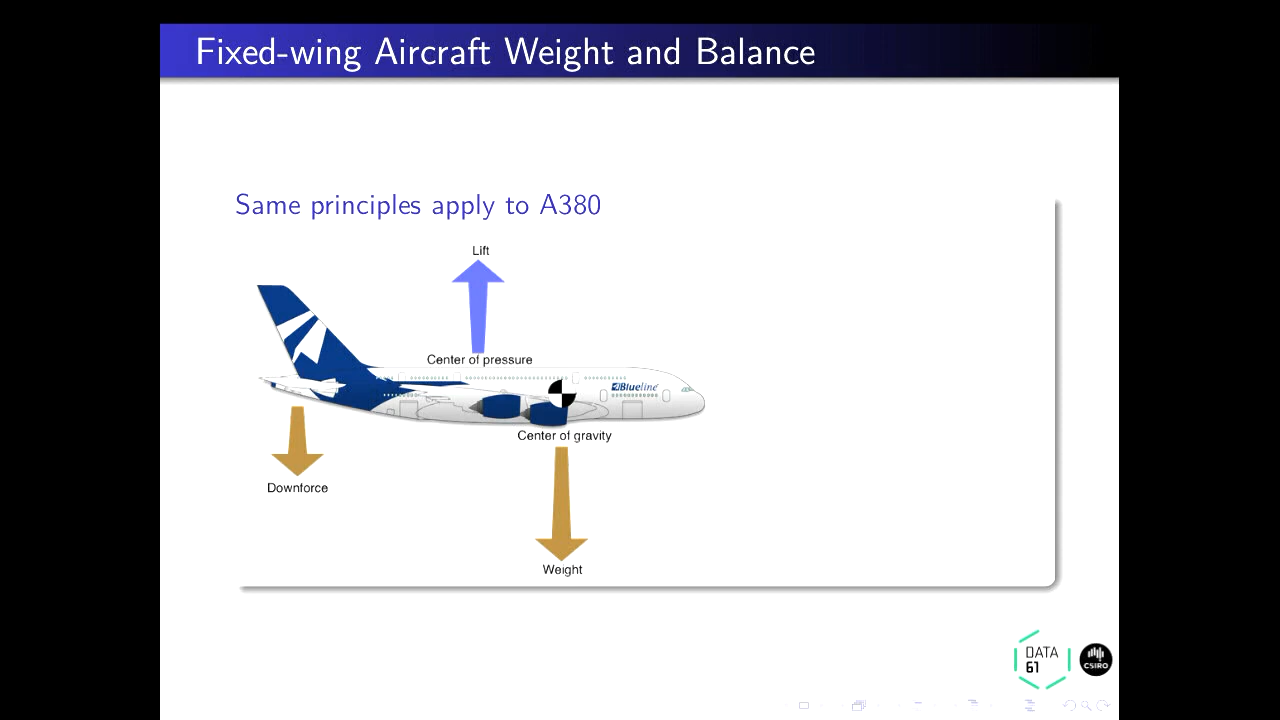 Fixed-wing Aircraft Weight and Balance
Same principles apply to A380
Lift
Center of pressure
Blueline
Center of gravity
Downforce
Weight
DATA
61
CSIRO